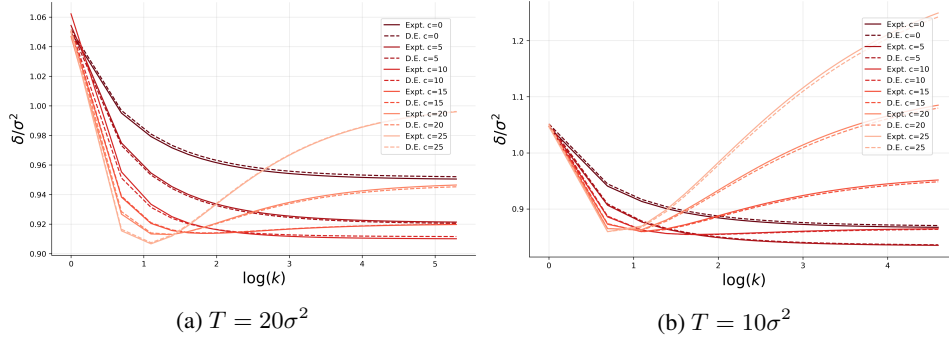 1.06
1.04
1.02
1.00
0.98
0.96
0.94
0.92
0.90
δ/σ²
0
1
2
3
4
5
log(k)
Expt. c=0
D.E. c=0
Expt. c=5
D.E. c=5
Expt. c=10
D.E. c=10
Expt. c=15
D.E. c=15
Expt. c=20
D.E. c=20
Expt. c=25
D.E. c=25
(a) T = 20σ²
1.2
1.1
1.0
0.9
δ/σ²
0
1
2
3
4
log(k)
Expt. c=0
D.E. c=0
Expt. c=5
D.E. c=5
Expt. c=10
D.E. c=10
Expt. c=15
D.E. c=15
Expt. c=20
D.E. c=20
Expt. c=25
D.E. c=25
(b) T = 10σ²